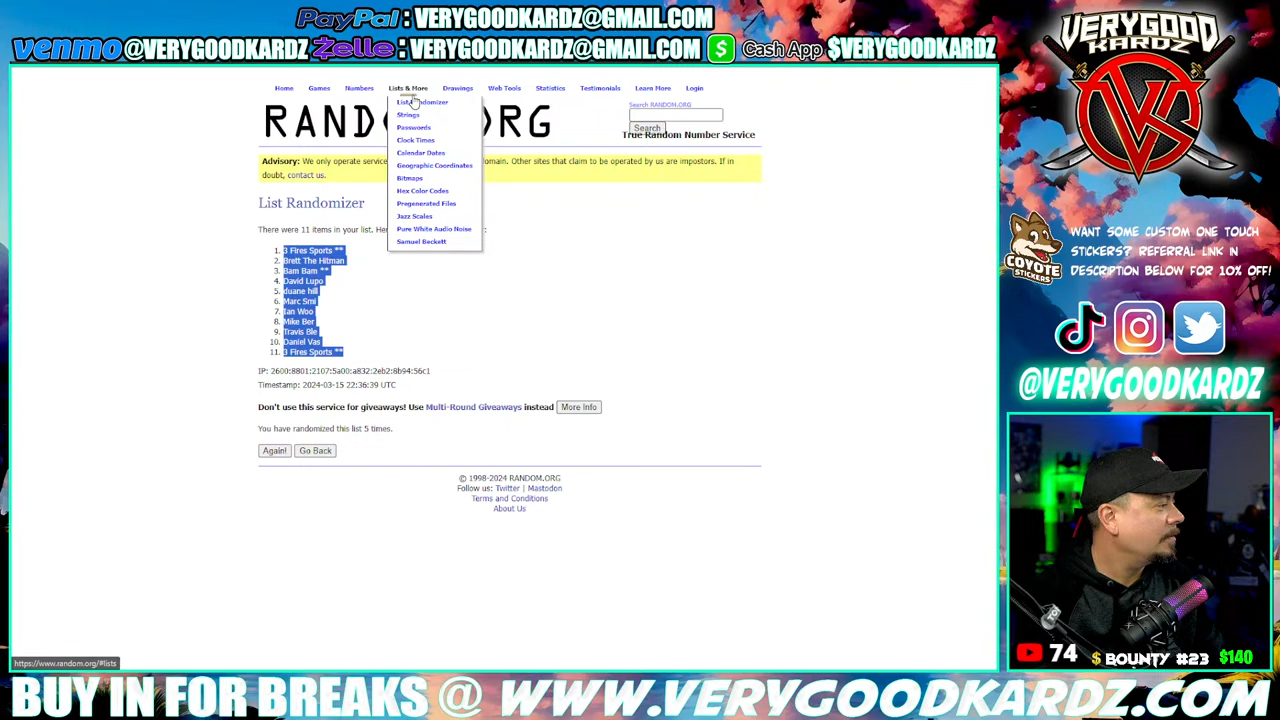 PayPal : VERYGOODKARDZ@GMAIL.COM
venmo@VERYGOODKARDZ Zelle : VERYGOODKARDZ@GMAIL.COM $ Cash App $VERYGOODKARDZ
Home Games Numbers Lists & More Drawings Web Tools Statistics Testimonials Learn More Login
List Randomizer
Strings
Passwords
Clock Times
Calendar Dates
Geographic Coordinates
Bitmaps
Hex Color Codes
Pregenerated Files
Jazz Scales
Pure White Audio Noise
Samuel Beckett
RAND ORG
Search RANDOM.ORG
Search
True Random Number Service
Advisory: We only operate service domain. Other sites that claim to be operated by us are impostors. If in
doubt, contact us.
List Randomizer
There were 11 items in your list. He
1. 3 Fires Sports **
2. Brett The Hitman
3. Bam Bam **
4. David Lupo
5. duane hill
6. Marc Smi
7. Ian Woo
8. Mike Ber
9. Travis Ble
10. Daniel Vas
11. 3 Fires Sports **
IP: 2600:8801:2107:5a00:a832:2eb2:8b94:56c1
Timestamp: 2024-03-15 22:36:39 UTC
Don't use this service for giveaways! Use Multi-Round Giveaways instead More Info
You have randomized this list 5 times.
Again! Go Back
© 1998-2024 RANDOM.ORG
Follow us: Twitter | Mastodon
Terms and Conditions
About Us
https://www.random.org/#lists
VERYGOOD
KARDZ
VK
COYOTE
STICKERS
WANT SOME CUSTOM ONE TOUCH
STICKERS? REFERRAL LINK IN
DESCRIPTION BELOW FOR 10% OFF!
@VERYGOODKARDZ
74 $ BOUNTY #23 $140
BUY IN FOR BREAKS @ WWW.VERYGOODKARDZ.COM